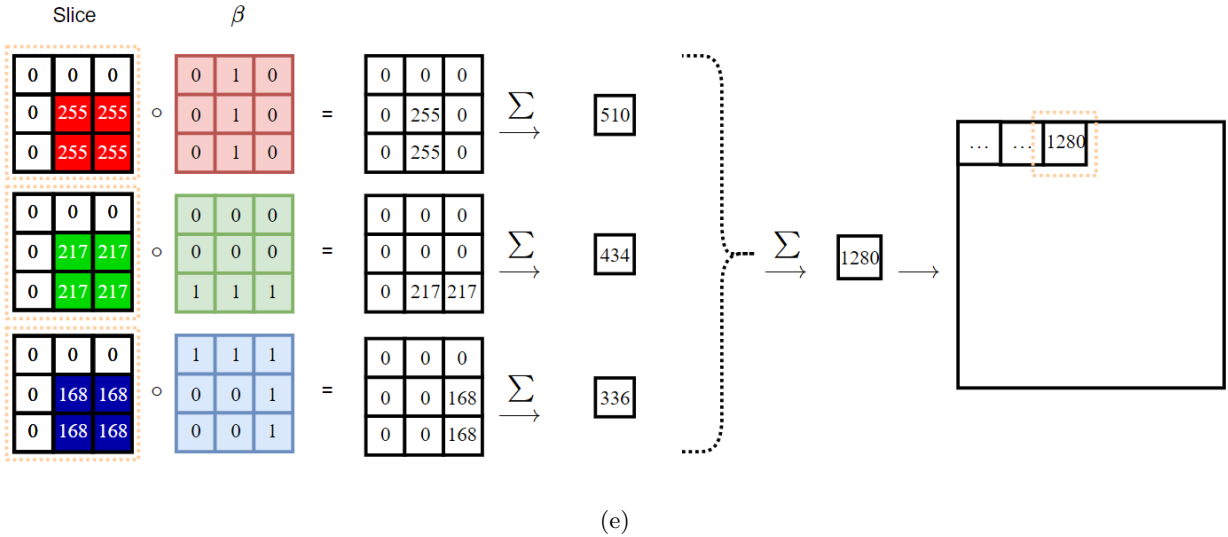 Slice β
0 0 0 0 1 0 0 0 0
0 255 255 ∘ 0 1 0 = 0 255 0 ∑ → 510
0 255 255 0 1 0 0 255 0
… … 1280
0 0 0 0 0 0 0 0 0
0 217 217 ∘ 0 0 0 = 0 0 0 ∑ → 434 ∑ → 1280 →
0 217 217 1 1 1 0 217 217
0 0 0 1 1 1 0 0 0
0 168 168 ∘ 0 0 1 = 0 0 168 ∑ → 336
0 168 168 0 0 1 0 0 168
(e)